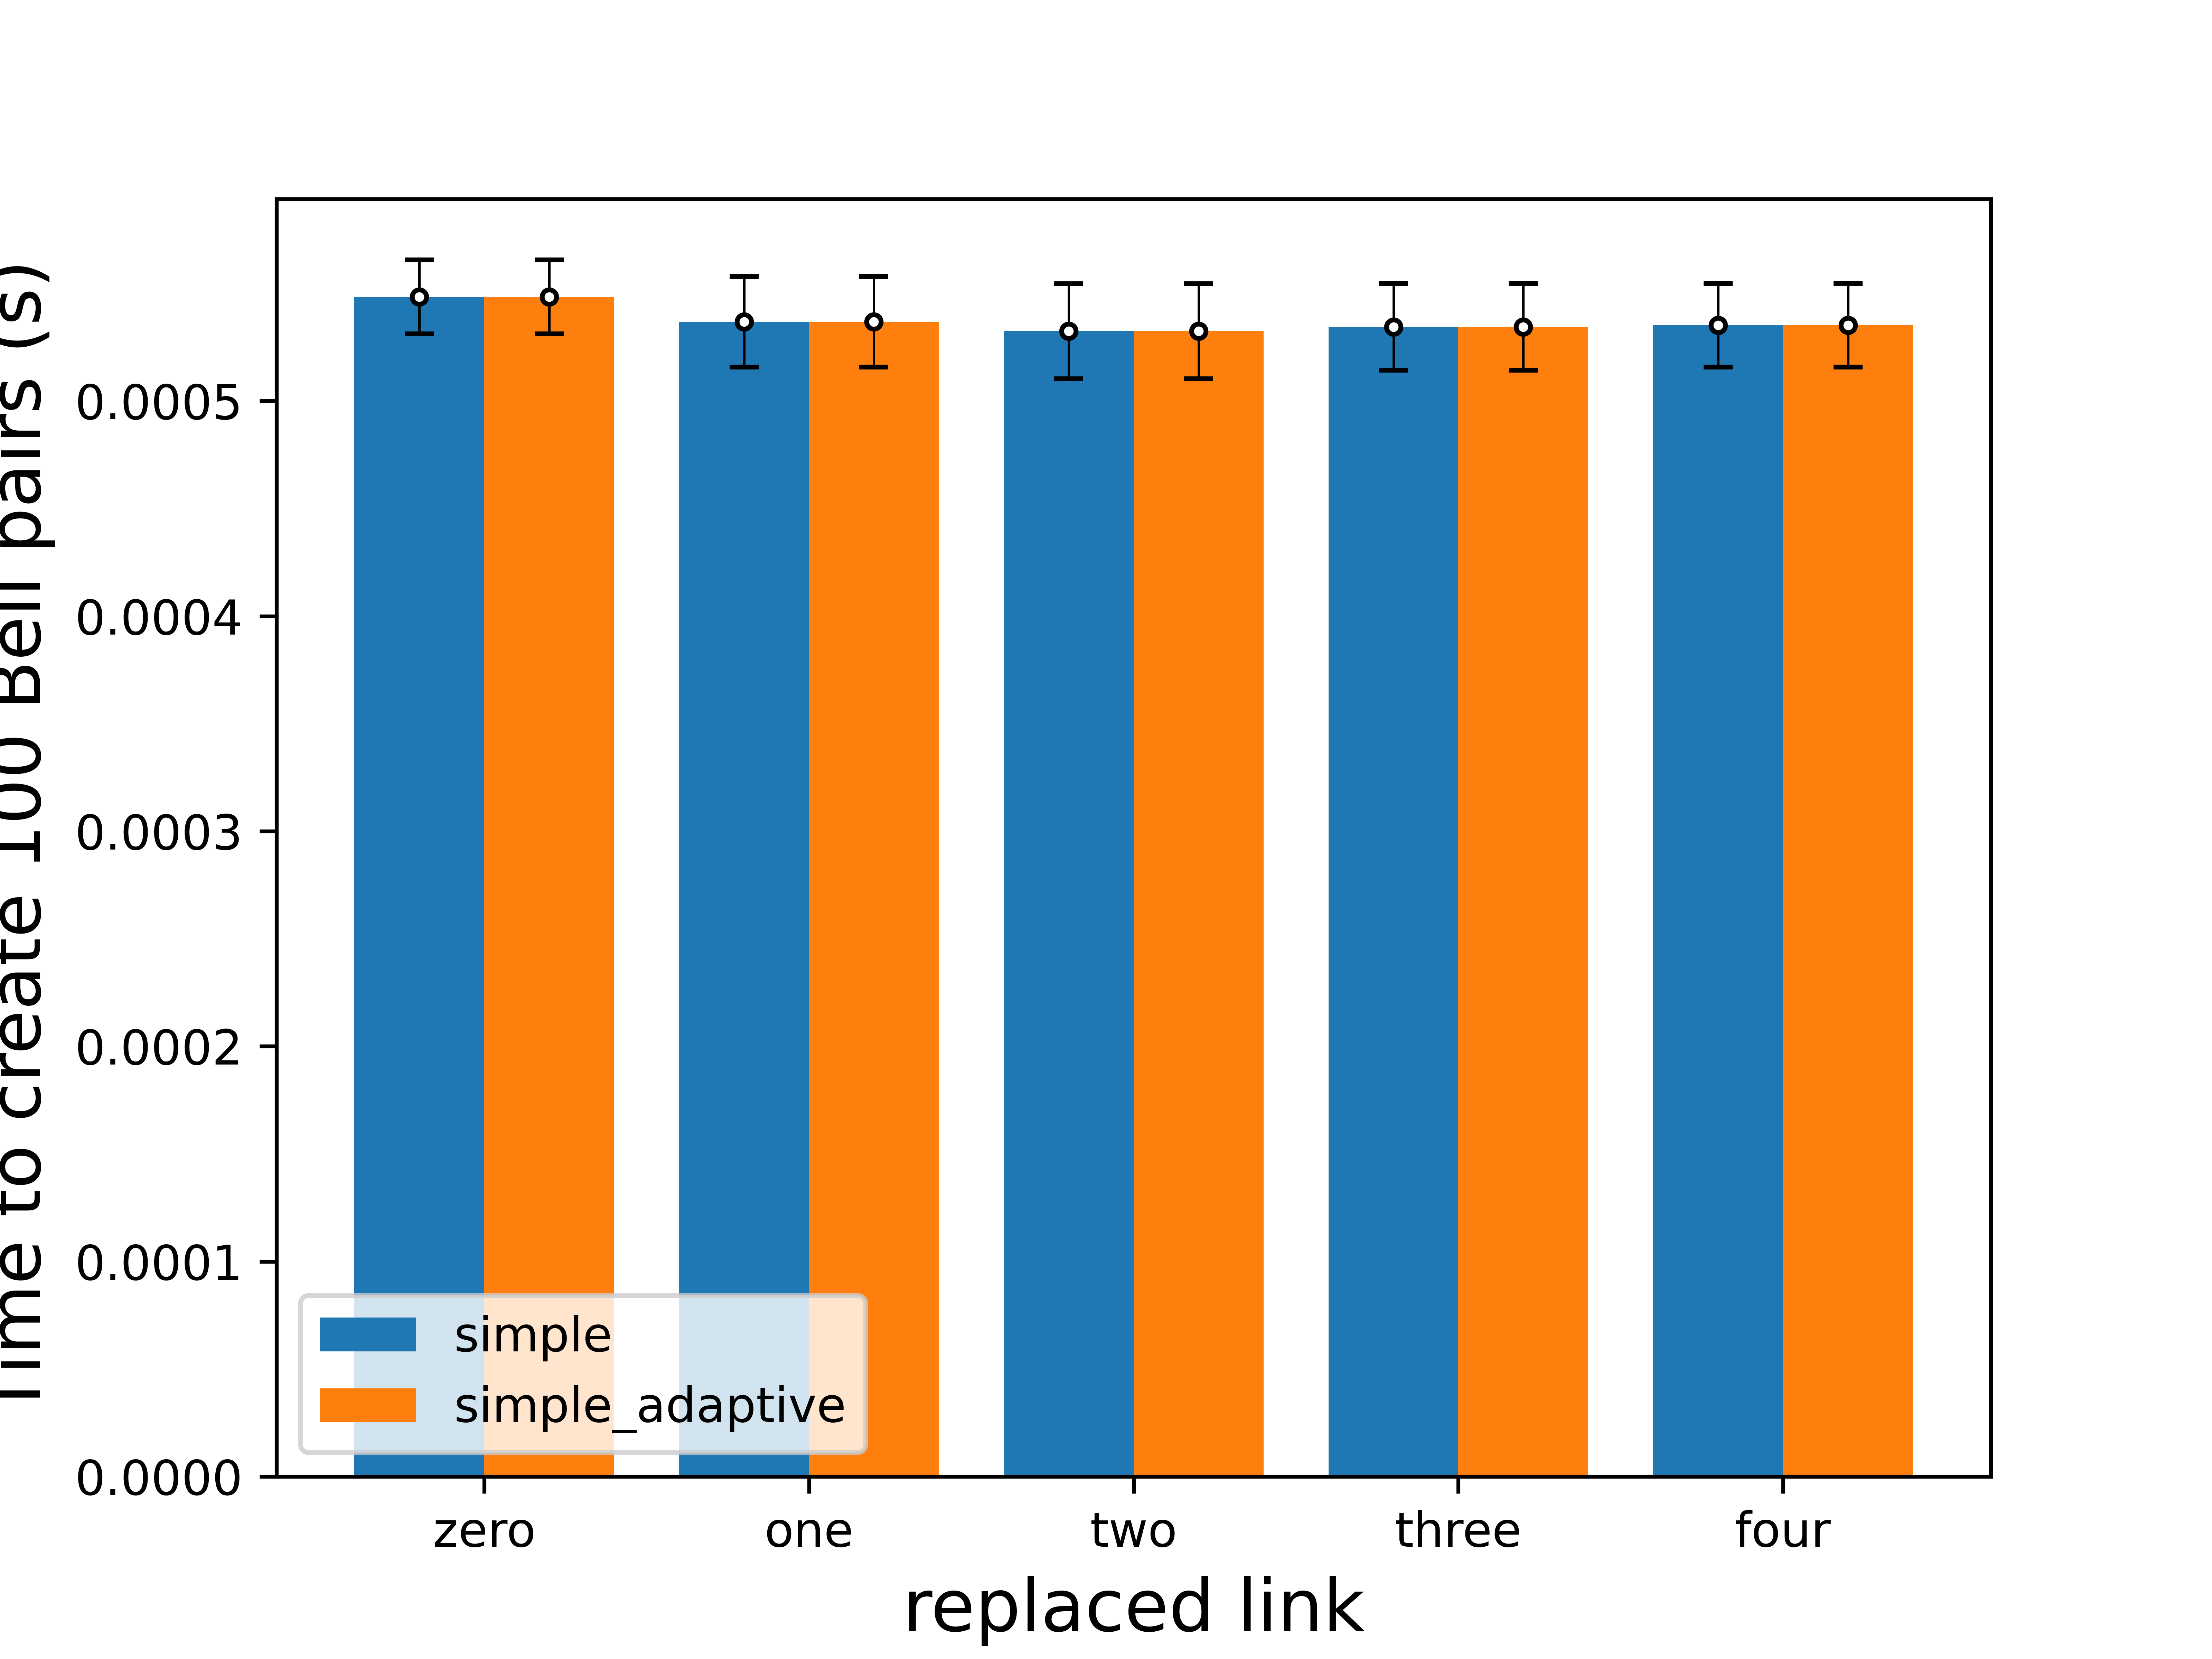 Time to create 100 Bell pairs (s)
0.0005
0.0004
0.0003
0.0002
0.0001
0.0000
simple
simple_adaptive
zero one two three four
replaced link